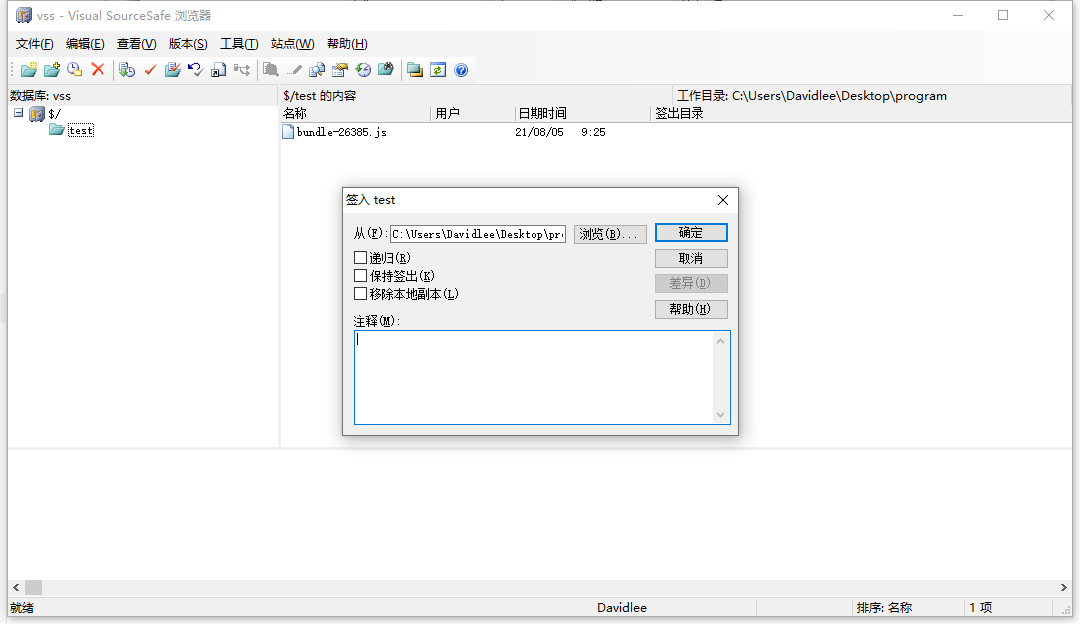 vss - Visual SourceSafe 浏览器
文件(F) 编辑(E) 查看(V) 版本(S) 工具(T) 站点(W) 帮助(H)
数据库: vss
$/test 的内容
工作目录: C:\Users\Davidlee\Desktop\program
$/
test
名称 用户 日期时间 签出目录
bundle-26385.js 21/08/05 9:25
签入 test
从(F): C:\Users\Davidlee\Desktop\pr 浏览(B)... 确定
递归(R)
保持签出(K)
移除本地副本(L)
取消
差异(D)
帮助(H)
注释(M):
就绪 Davidlee 排序: 名称 1 项